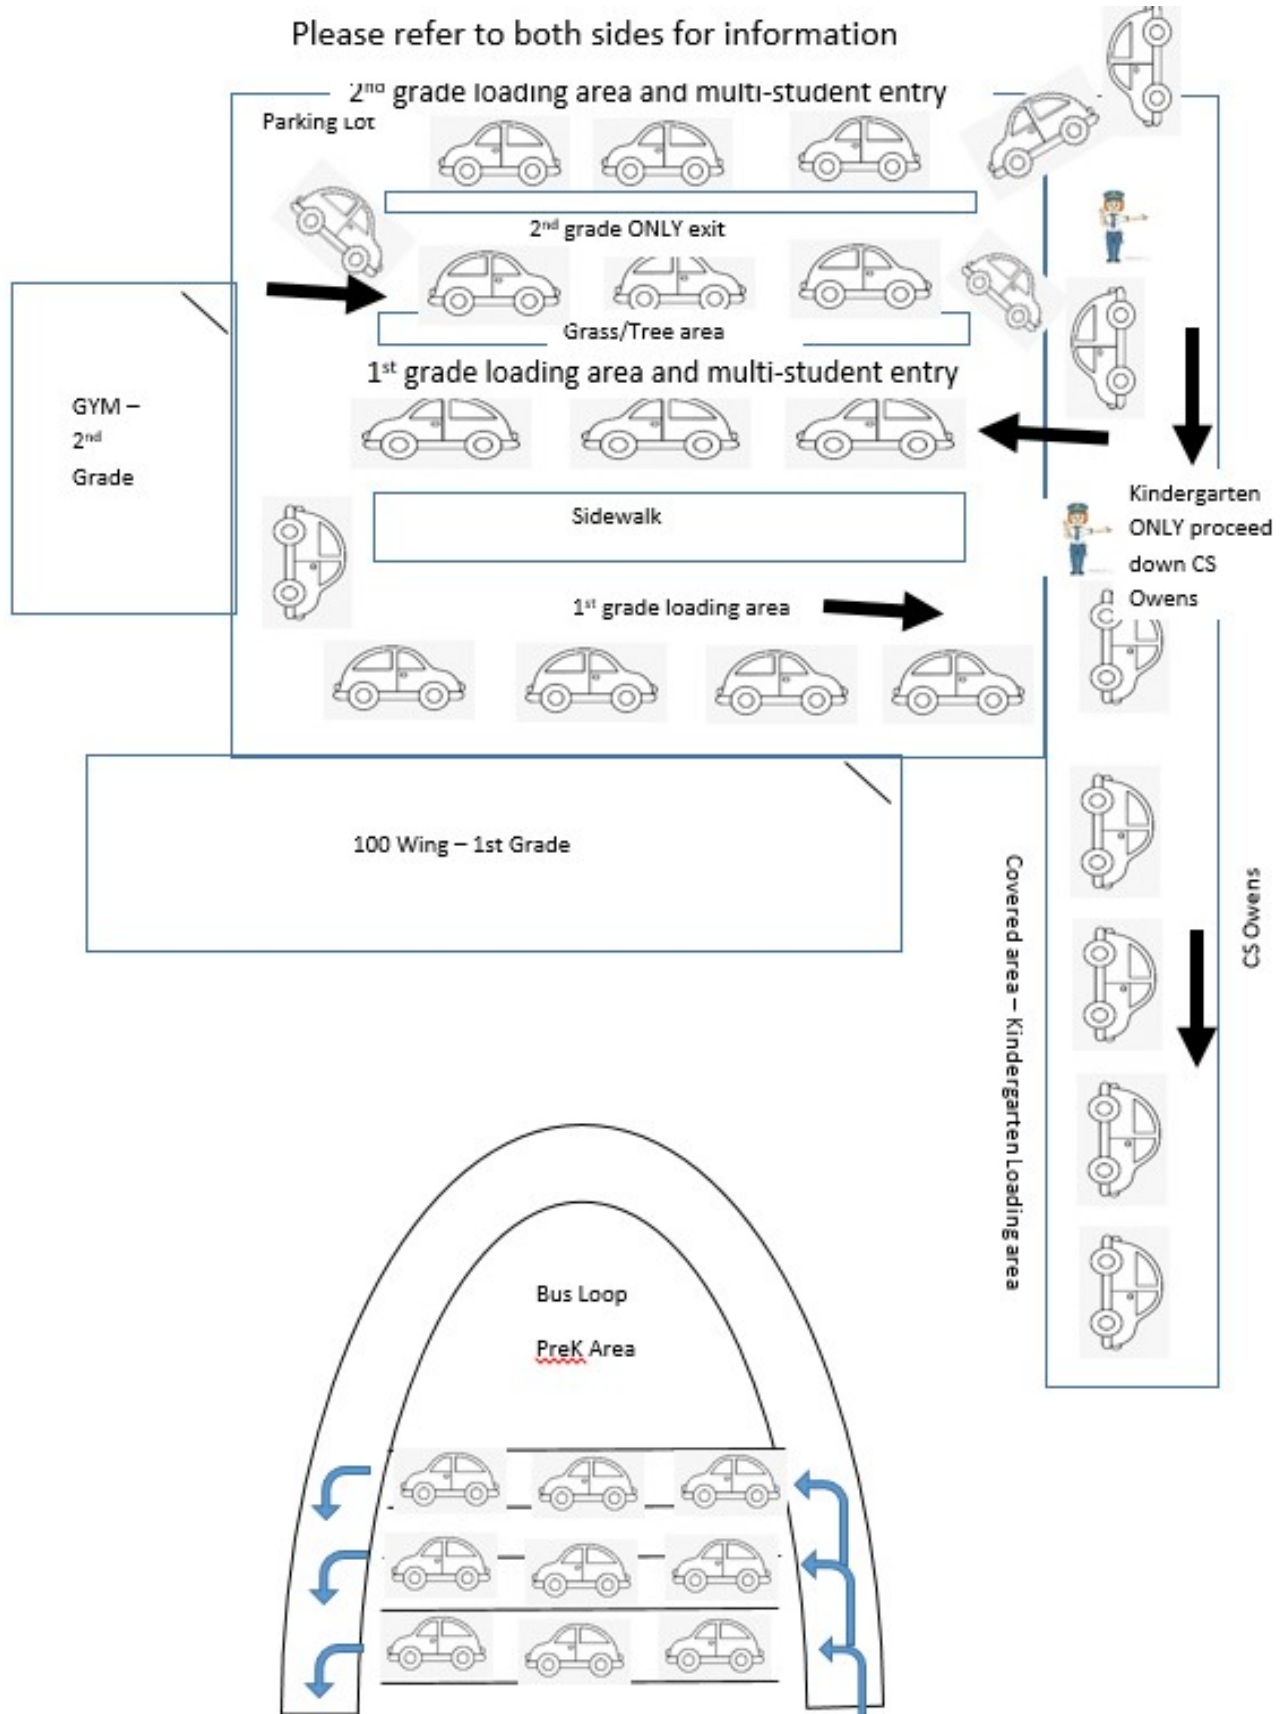 Please refer to both sides for information
2nd grade loading area and multi-student entry
Parking Lot
2nd grade ONLY exit
Grass/Tree area
1st grade loading area and multi-student entry
GYM –
2nd
Grade
Sidewalk
Kindergarten
ONLY proceed
down CS
Owens
1st grade loading area
100 Wing – 1st Grade
Covered area – Kindergarten Loading area
CS Owens
Bus Loop
PreK Area